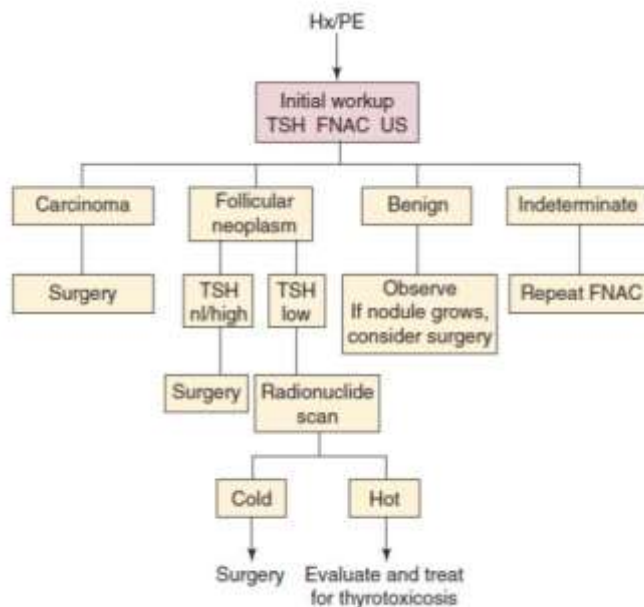 Hx/PE
Initial workup
TSH FNAC US
Carcinoma
Follicular
neoplasm
Benign
Indeterminate
Surgery
TSH
nl/high
TSH
low
Observe
If nodule grows,
consider surgery
Repeat FNAC
Surgery
Radionuclide
scan
Cold
Hot
Surgery
Evaluate and treat
for thyrotoxicosis